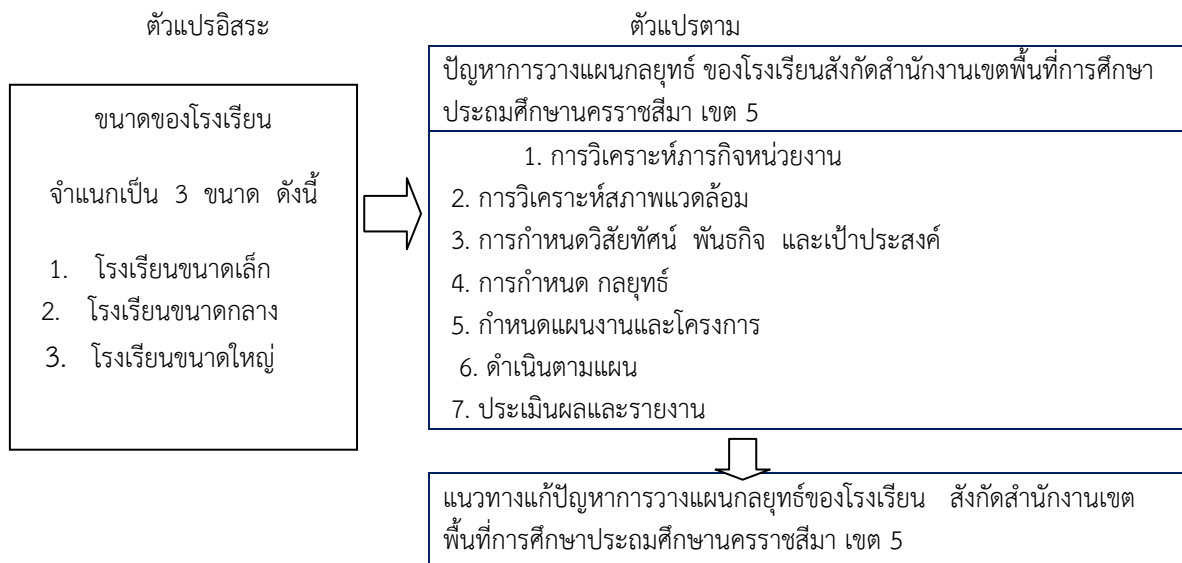 ตัวแปรอิสระ
ขนาดของโรงเรียน
จำแนกเป็น 3 ขนาด ดังนี้
1. โรงเรียนขนาดเล็ก
2. โรงเรียนขนาดกลาง
3. โรงเรียนขนาดใหญ่
ตัวแปรตาม
ปัญหาการวางแผนกลยุทธ์ ของโรงเรียนสังกัดสำนักงานเขตพื้นที่การศึกษา
ประถมศึกษานครราชสีมา เขต 5
1. การวิเคราะห์ภารกิจหน่วยงาน
2. การวิเคราะห์สภาพแวดล้อม
3. การกำหนดวิสัยทัศน์ พันธกิจ และเป้าประสงค์
4. การกำหนด กลยุทธ์
5. กำหนดแผนงานและโครงการ
6. ดำเนินตามแผน
7. ประเมินผลและรายงาน
แนวทางแก้ปัญหาการวางแผนกลยุทธ์ของโรงเรียน สังกัดสำนักงานเขต
พื้นที่การศึกษาประถมศึกษานครราชสีมา เขต 5